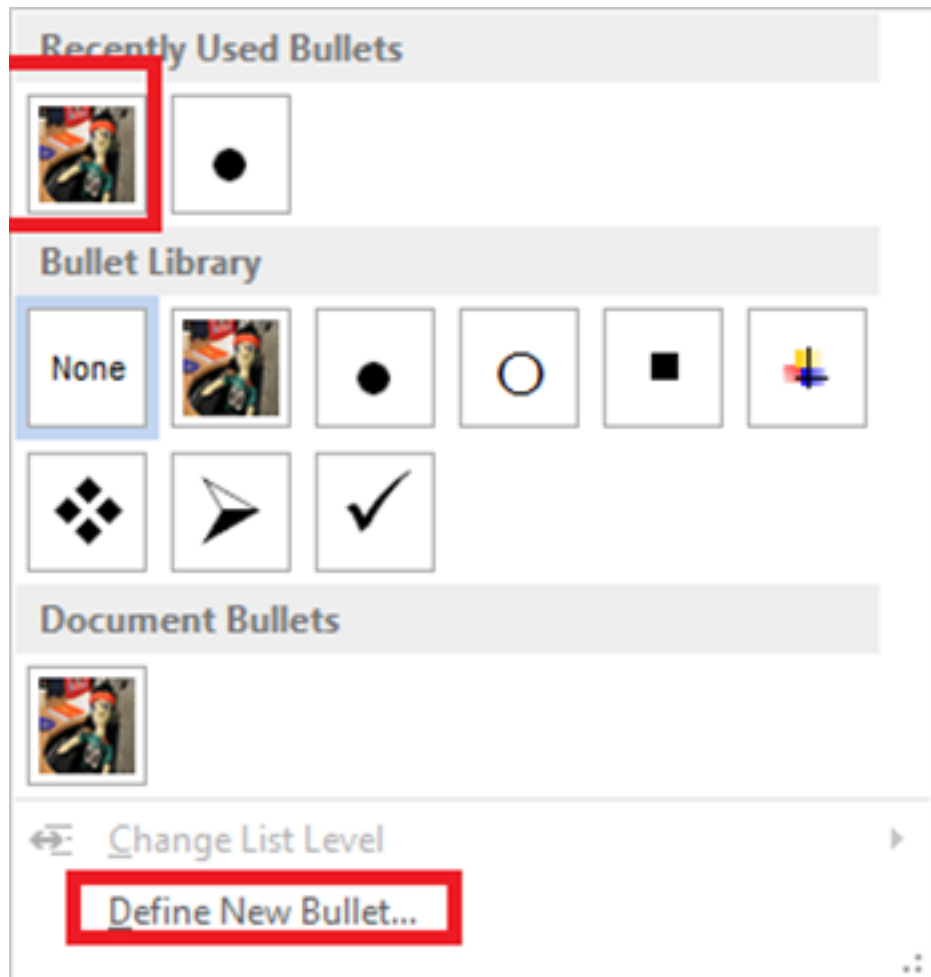 Recently Used Bullets
Bullet Library
None
Document Bullets
Change List Level
Define New Bullet...